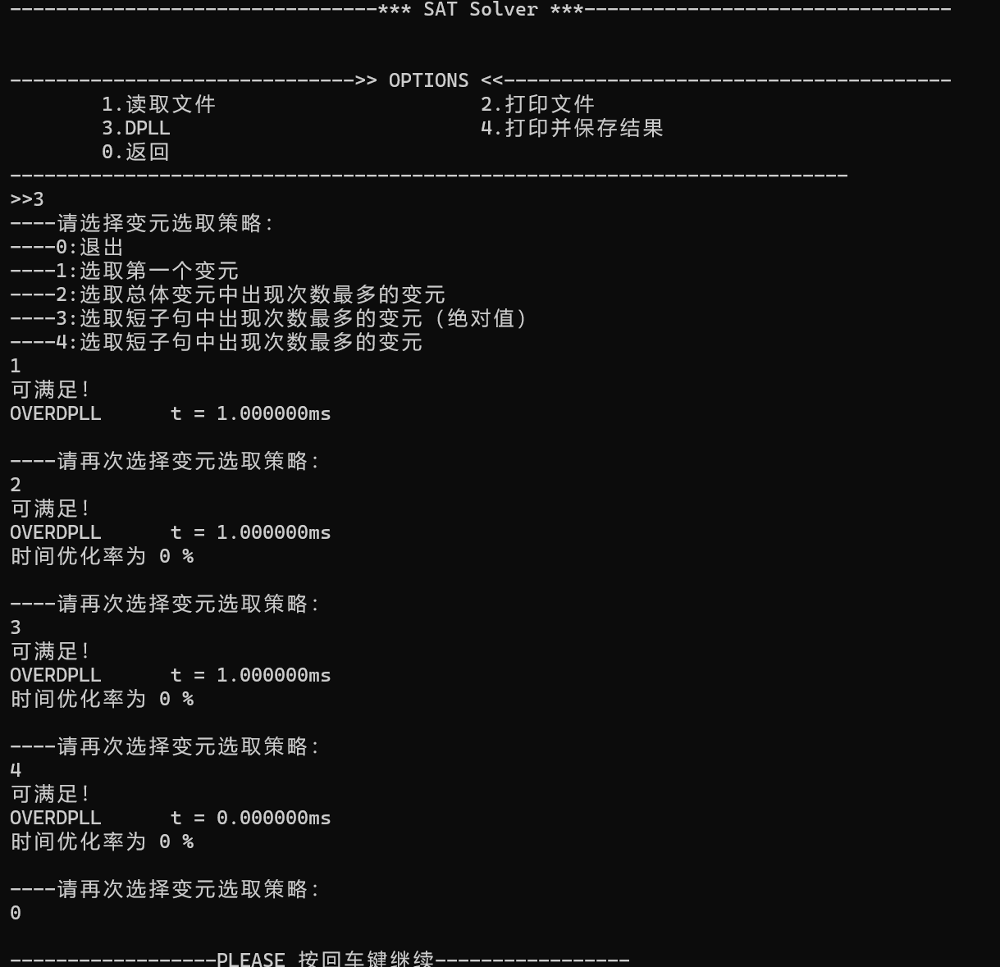 --------------------------------*** SAT Solver ***--------------------------------
------------------------------>> OPTIONS <<---------------------------------------
1.读取文件 2.打印文件
3.DPLL 4.打印并保存结果
0.返回
-------------------------------------------------------------------------
>>3
----请选择变元选取策略:
----0:退出
----1:选取第一个变元
----2:选取总体变元中出现次数最多的变元
----3:选取短子句中出现次数最多的变元（绝对值）
----4:选取短子句中出现次数最多的变元
1
可满足!
OVERDPLL t = 1.000000ms
----请再次选择变元选取策略:
2
可满足!
OVERDPLL t = 1.000000ms
时间优化率为 0 %
----请再次选择变元选取策略:
3
可满足!
OVERDPLL t = 1.000000ms
时间优化率为 0 %
----请再次选择变元选取策略:
4
可满足!
OVERDPLL t = 0.000000ms
时间优化率为 0 %
----请再次选择变元选取策略:
0
------------------PLEASE 按回车键继续-----------------